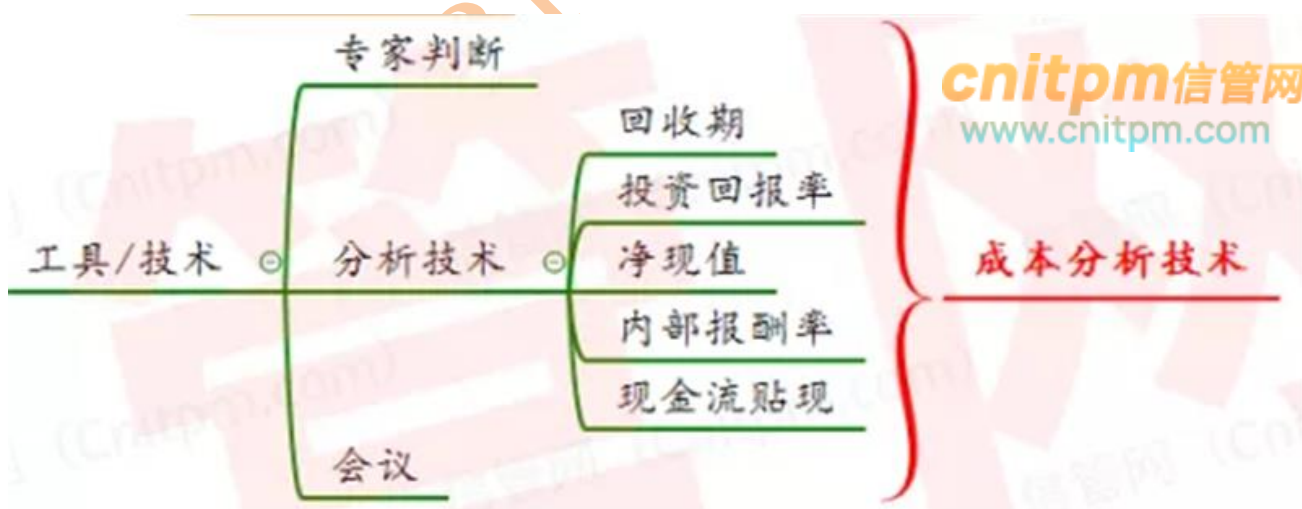 专家判断
cnitpm信管网
www.cnitpm.com
回收期
投资回报率
工具/技术
分析技术
净现值
成本分析技术
内部报酬率
现金流贴现
会议